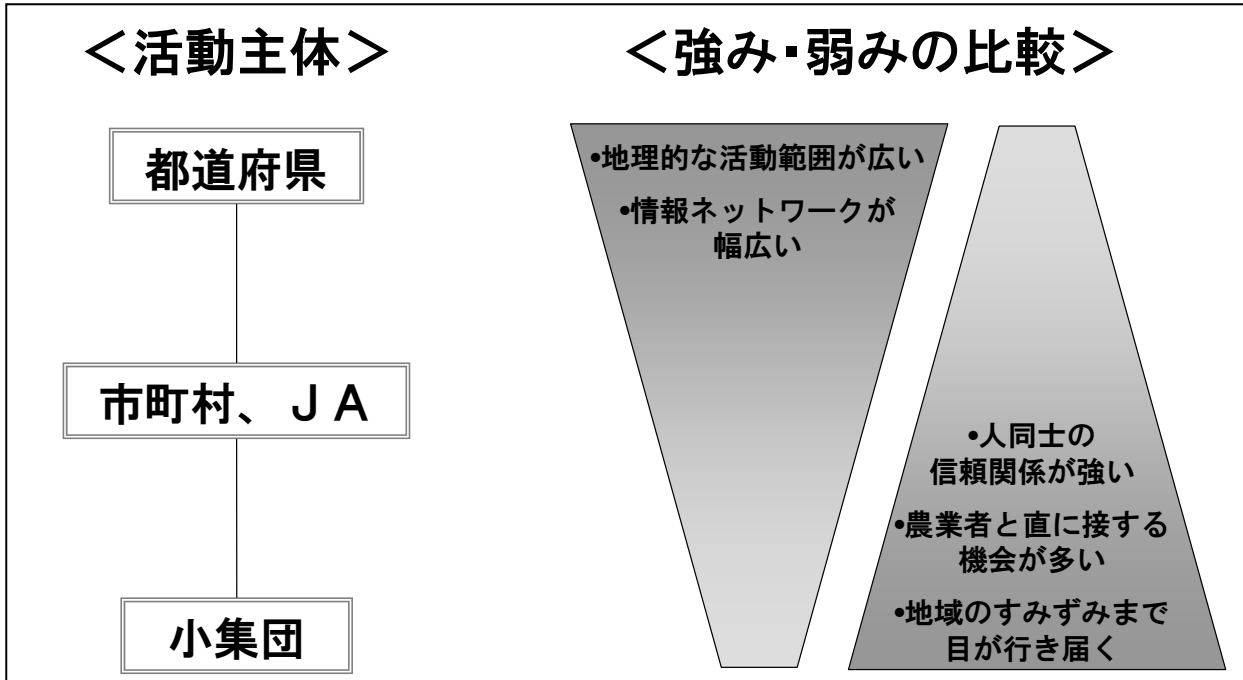 ＜活動主体＞
＜強み・弱みの比較＞
都道府県
市町村、ＪＡ
小集団
•地理的な活動範囲が広い
•情報ネットワークが
幅広い
•人同士の
信頼関係が強い
•農業者と直に接する
機会が多い
•地域のすみずみまで
目が行き届く